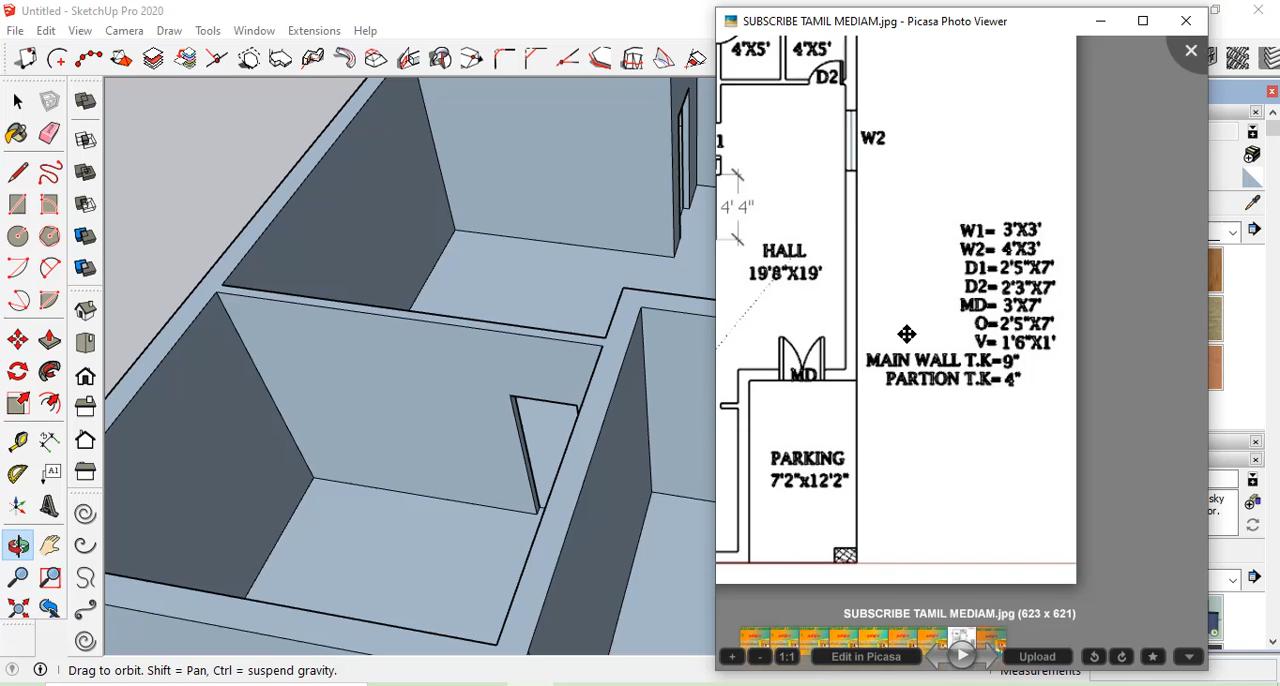 Untitled - SketchUp Pro 2020
File Edit View Camera Draw Tools Window Extensions Help
SUBSCRIBE TAMIL MEDIAM.jpg - Picasa Photo Viewer
4'X5' 4'X5'
D2
W2
1
4' 4"
HALL
19'8"X19'
MD
PARKING
7'2"x12'2"
W1= 3'X3'
W2= 4'X3'
D1=2'5"X7'
D2=2'3"X7'
MD= 3'X7'
O=2'5"X7'
V= 1'6"X1'
MAIN WALL T.K=9"
PARTION T.K= 4"
SUBSCRIBE TAMIL MEDIAM.jpg (623 x 621)
1:1 Edit in Picasa Upload
sky
or.
A1
Drag to orbit. Shift = Pan, Ctrl = suspend gravity.
Measurements